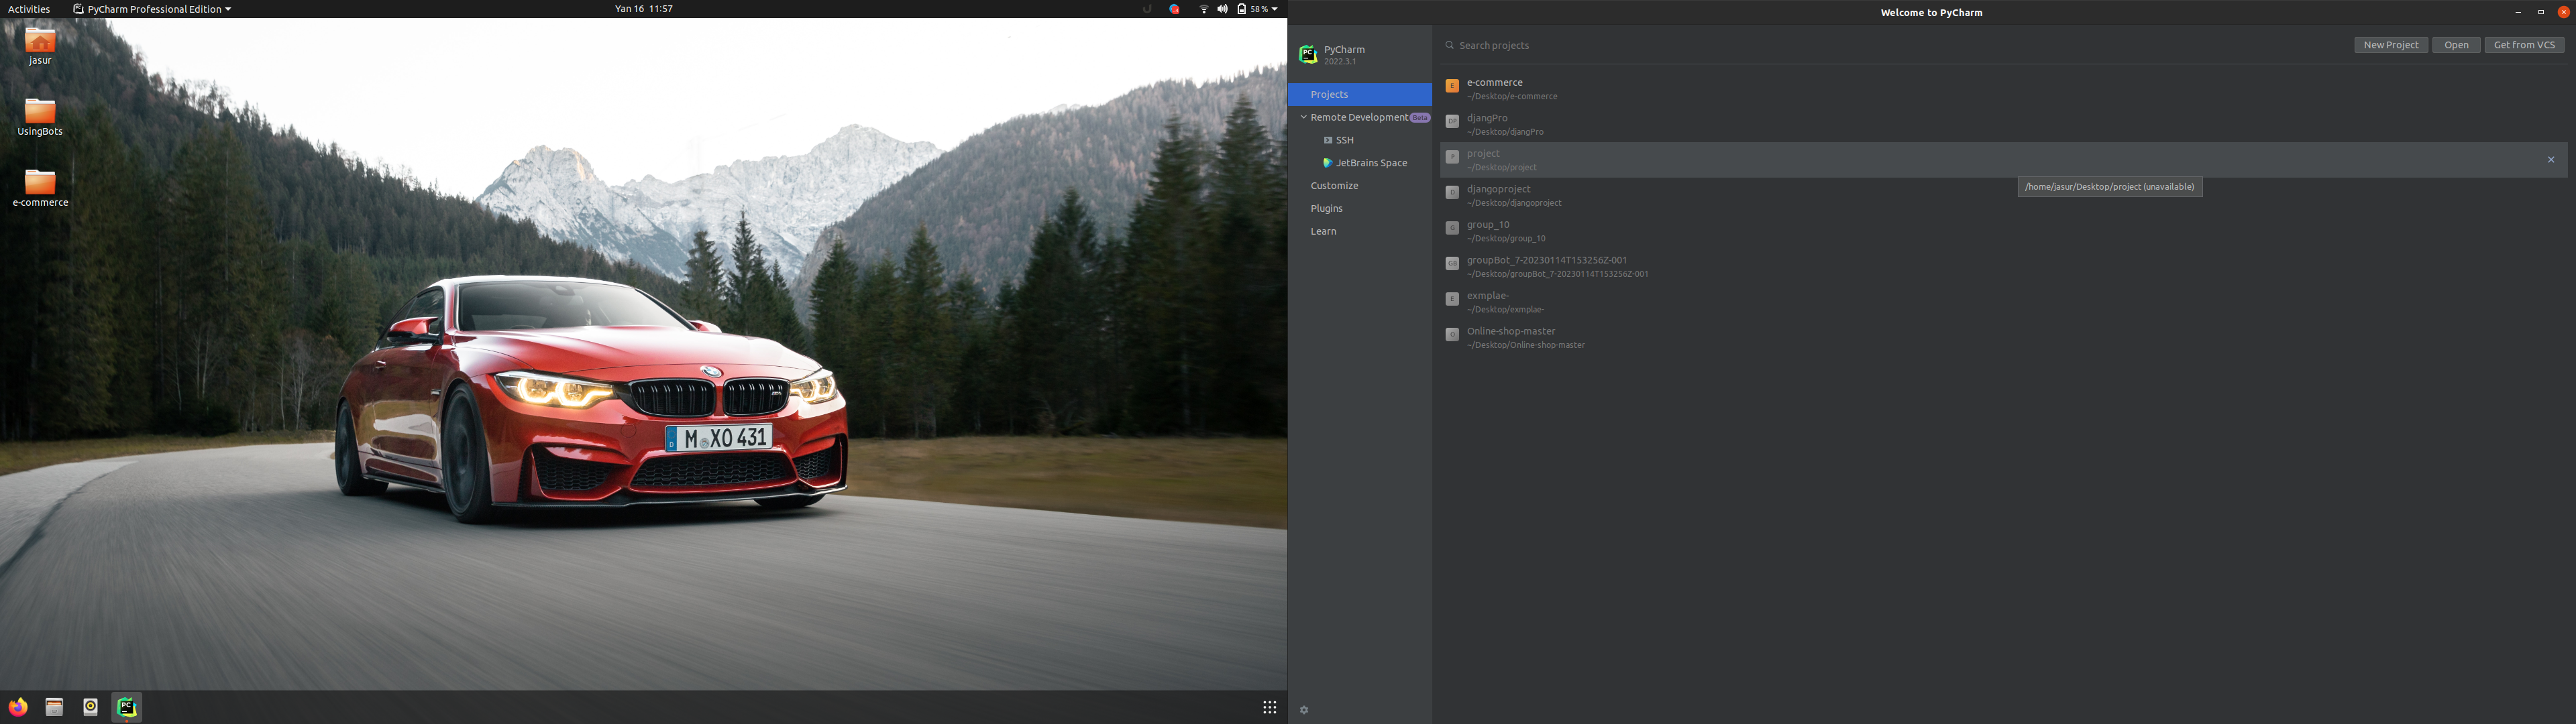 Activities
PyCharm Professional Edition
Yan 16 11:57
58 %
jasur
UsingBots
e-commerce
M XO 431
D
Welcome to PyCharm
PyCharm
2022.3.1
Projects
Remote Development Beta
SSH
JetBrains Space
Customize
Plugins
Learn
Search projects
New Project
Open
Get from VCS
E
e-commerce
~/Desktop/e-commerce
DP
djangPro
~/Desktop/djangPro
P
project
~/Desktop/project
/home/jasur/Desktop/project (unavailable)
D
djangoproject
~/Desktop/djangoproject
G
group_10
~/Desktop/group_10
GB
groupBot_7-20230114T153256Z-001
~/Desktop/groupBot_7-20230114T153256Z-001
E
exmplae-
~/Desktop/exmplae-
O
Online-shop-master
~/Desktop/Online-shop-master
PC
PC